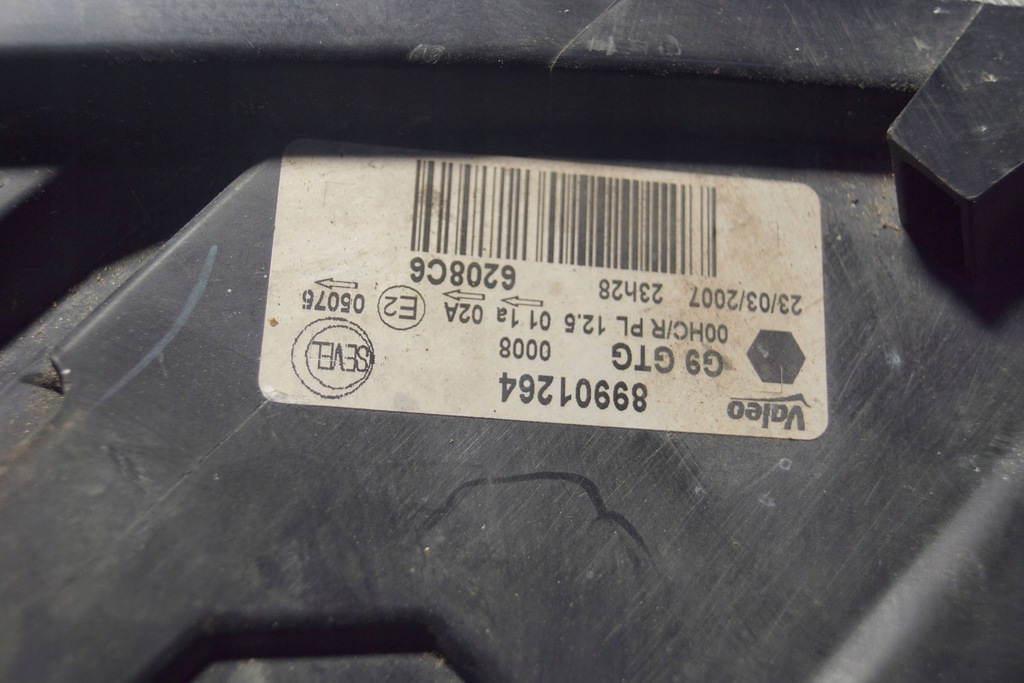 Valeo
89901264
G9 GTG 0008
SEVEL
00HC/R PL 12.5 01 1a 02A E2 05076
23/03/2007 23h28
6208C6